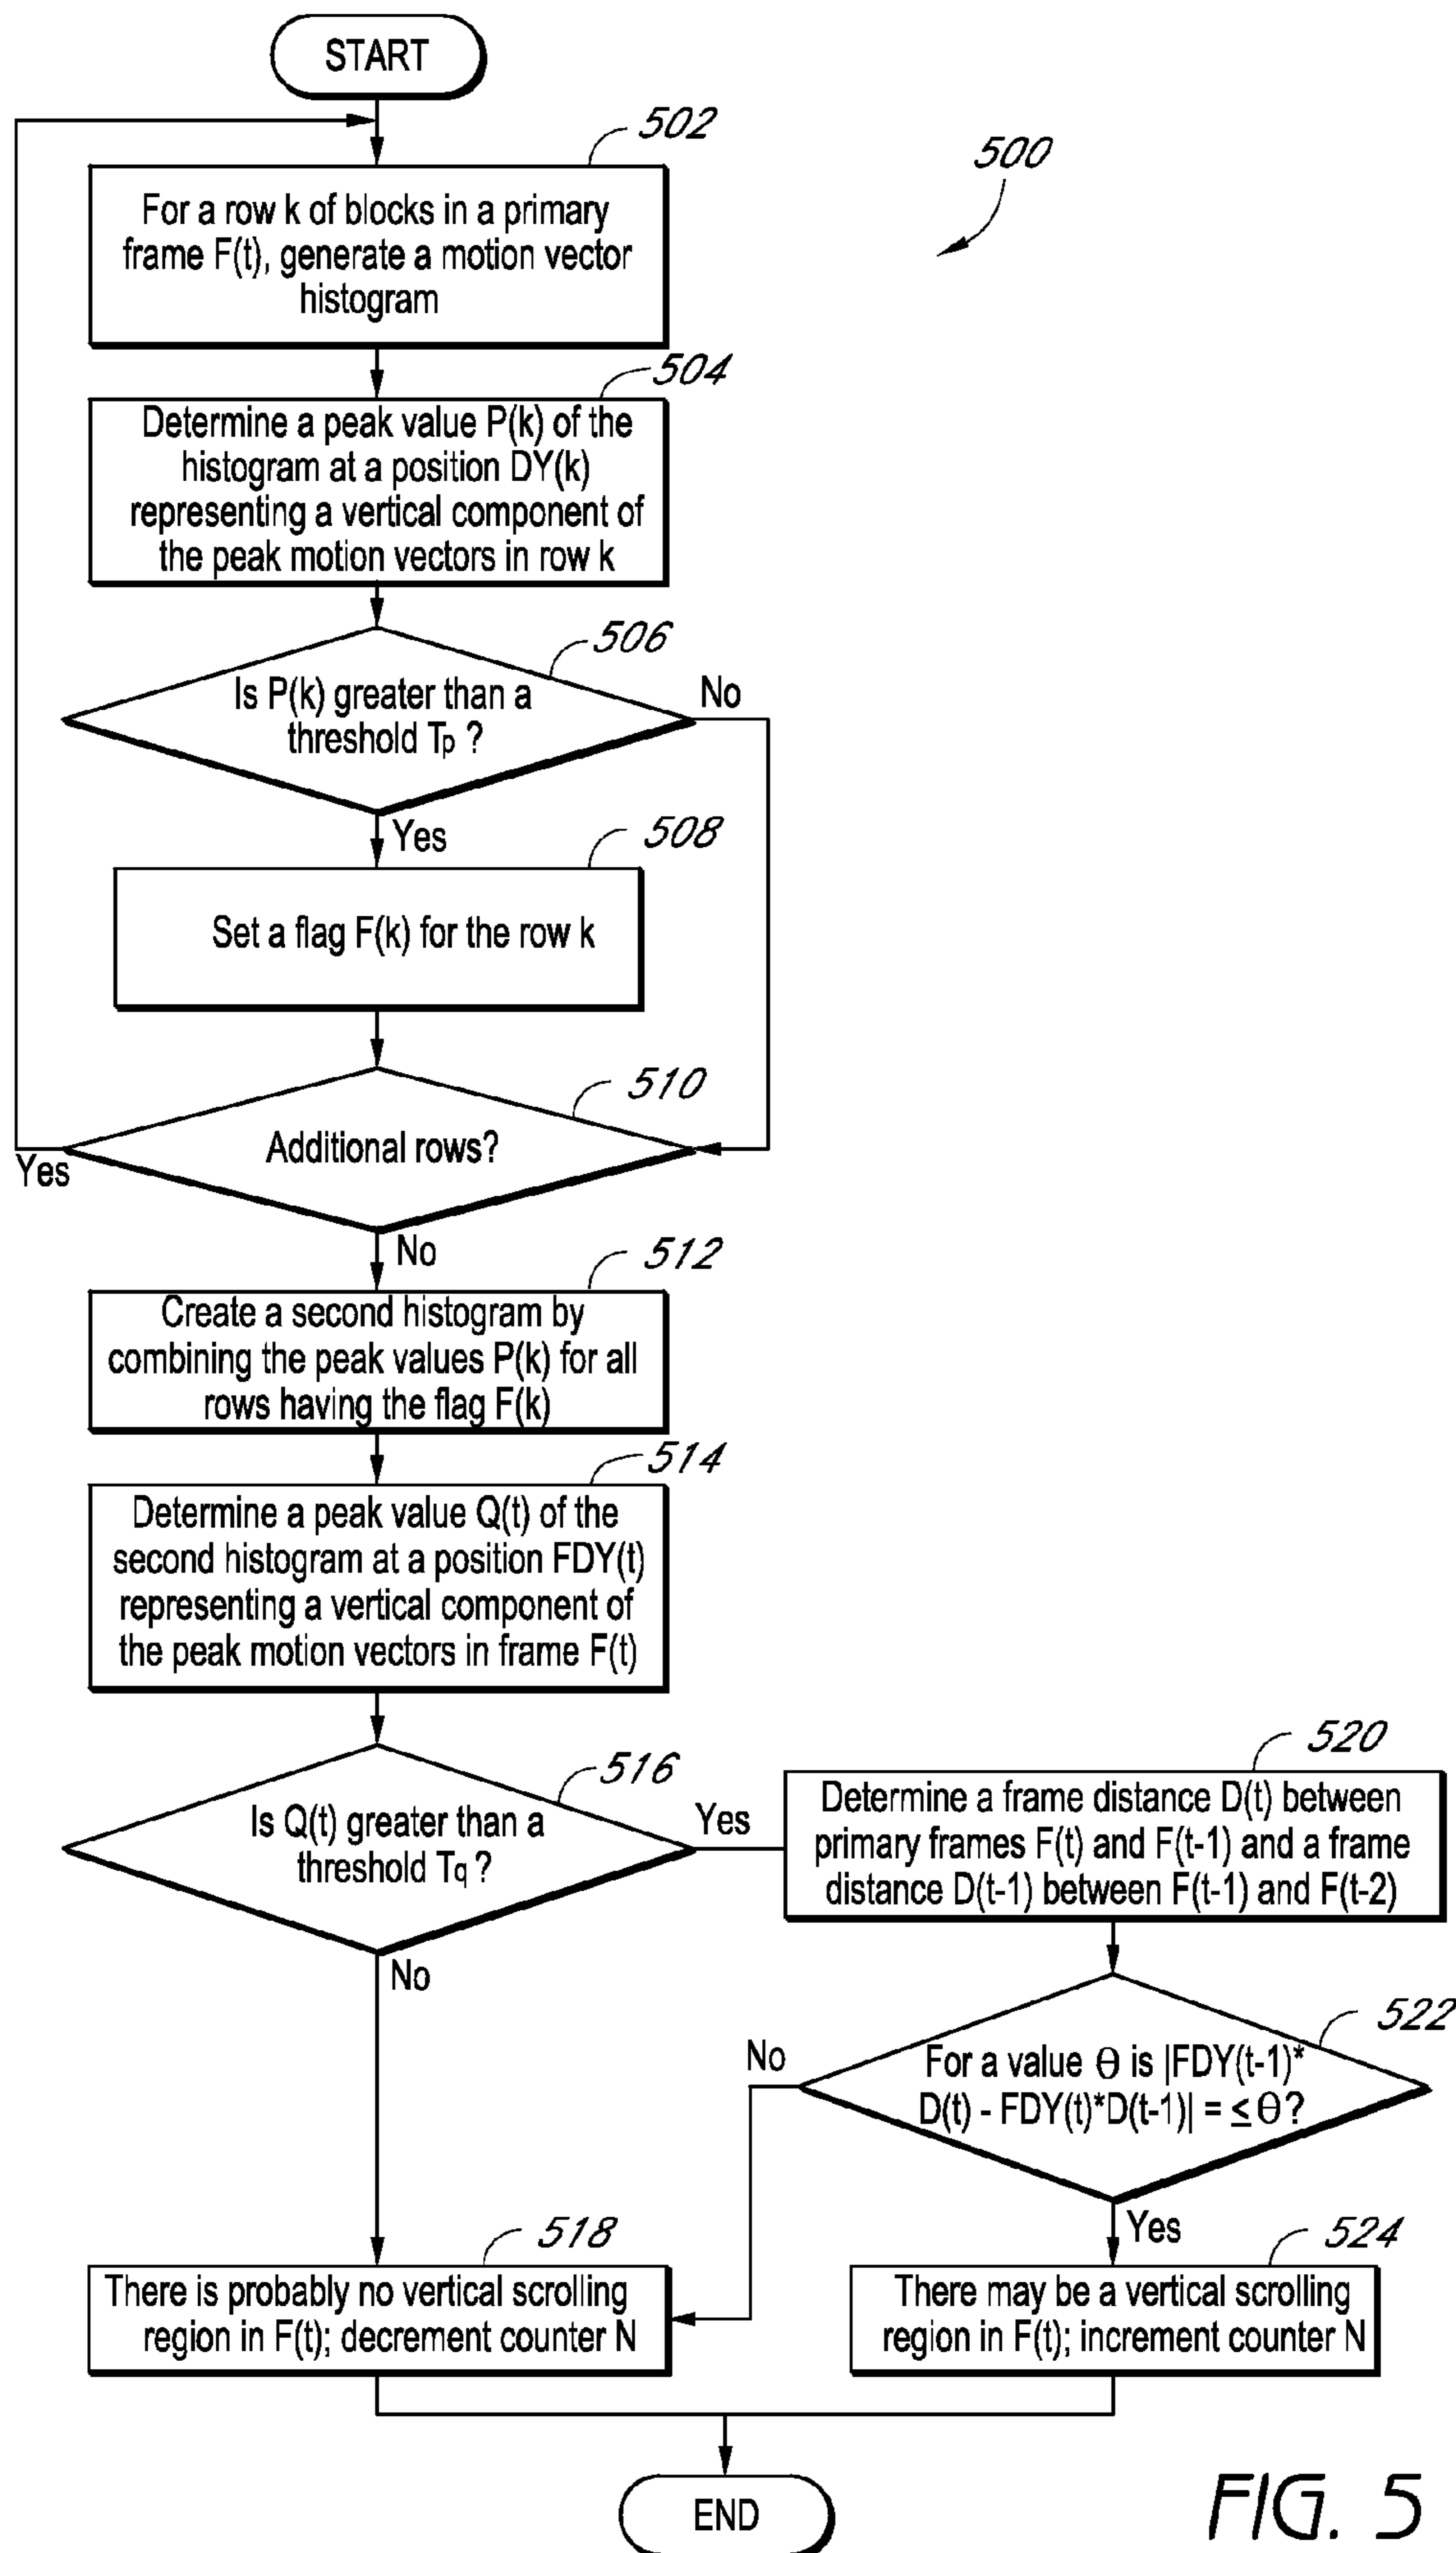 START
502
500
For a row k of blocks in a primary
frame F(t), generate a motion vector
histogram
504
Determine a peak value P(k) of the
histogram at a position DY(k)
representing a vertical component of
the peak motion vectors in row k
506
Is P(k) greater than a
threshold Tp ?
No
Yes
508
Set a flag F(k) for the row k
510
Additional rows?
Yes
No
512
Create a second histogram by
combining the peak values P(k) for all
rows having the flag F(k)
514
Determine a peak value Q(t) of the
second histogram at a position FDY(t)
representing a vertical component of
the peak motion vectors in frame F(t)
516
Is Q(t) greater than a
threshold Tq ?
Yes
No
520
Determine a frame distance D(t) between
primary frames F(t) and F(t-1) and a frame
distance D(t-1) between F(t-1) and F(t-2)
522
For a value Θ is |FDY(t-1)*
D(t) - FDY(t)*D(t-1)| = ≤ Θ?
No
Yes
518
There is probably no vertical scrolling
region in F(t); decrement counter N
524
There may be a vertical scrolling
region in F(t); increment counter N
END
FIG. 5